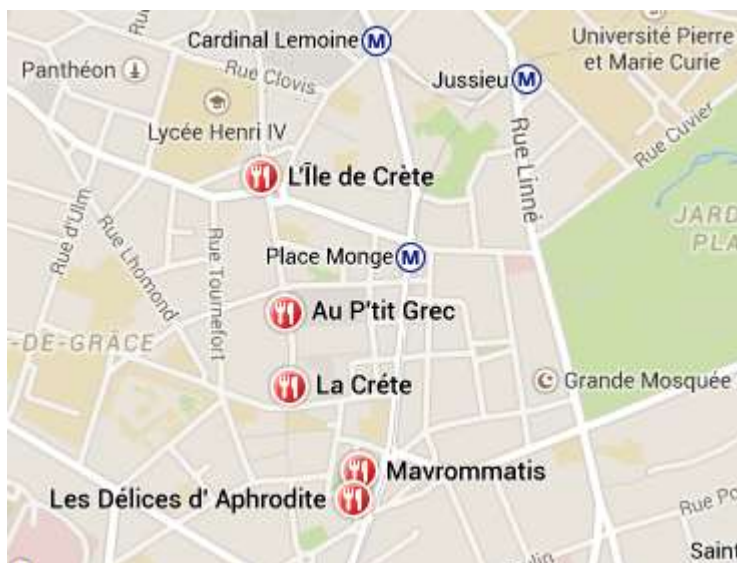 Cardinal Lemoine
M
Université Pierre
et Marie Curie
Panthéon
Rue Clovis
Jussieu
M
Lycée Henri IV
Rue Linné
Rue Cuvier
L'Île de Crète
Rue d'Ulm
Rue Lhomond
Rue Tournefort
JARD
PLA
Place Monge
M
Au P'tit Grec
-DE-GRÂCE
La Créte
Grande Mosquée
Mavrommatis
Les Délices d' Aphrodite
Rue Po
Saint